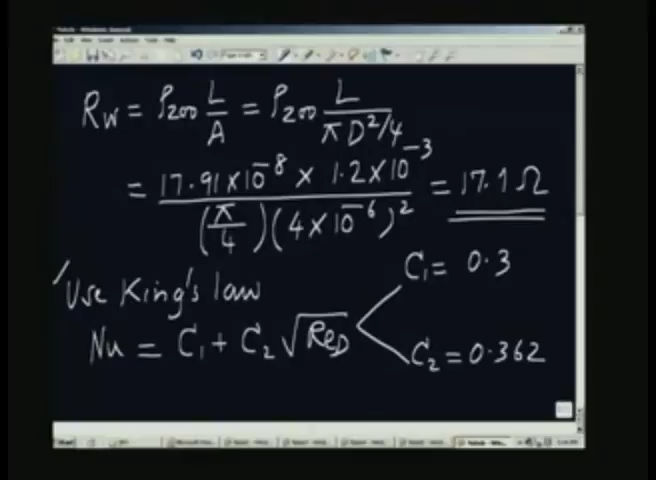 R_W = ρ_200 L/A = ρ_200 L/(π D²/4)
= 17.91×10⁻⁸ × 1.2×10⁻³ / (π/4)(4×10⁻⁶)² = 17.1 Ω
Use King's law
C₁ = 0.3
Nu = C₁ + C₂ √Re_D
C₂ = 0.362